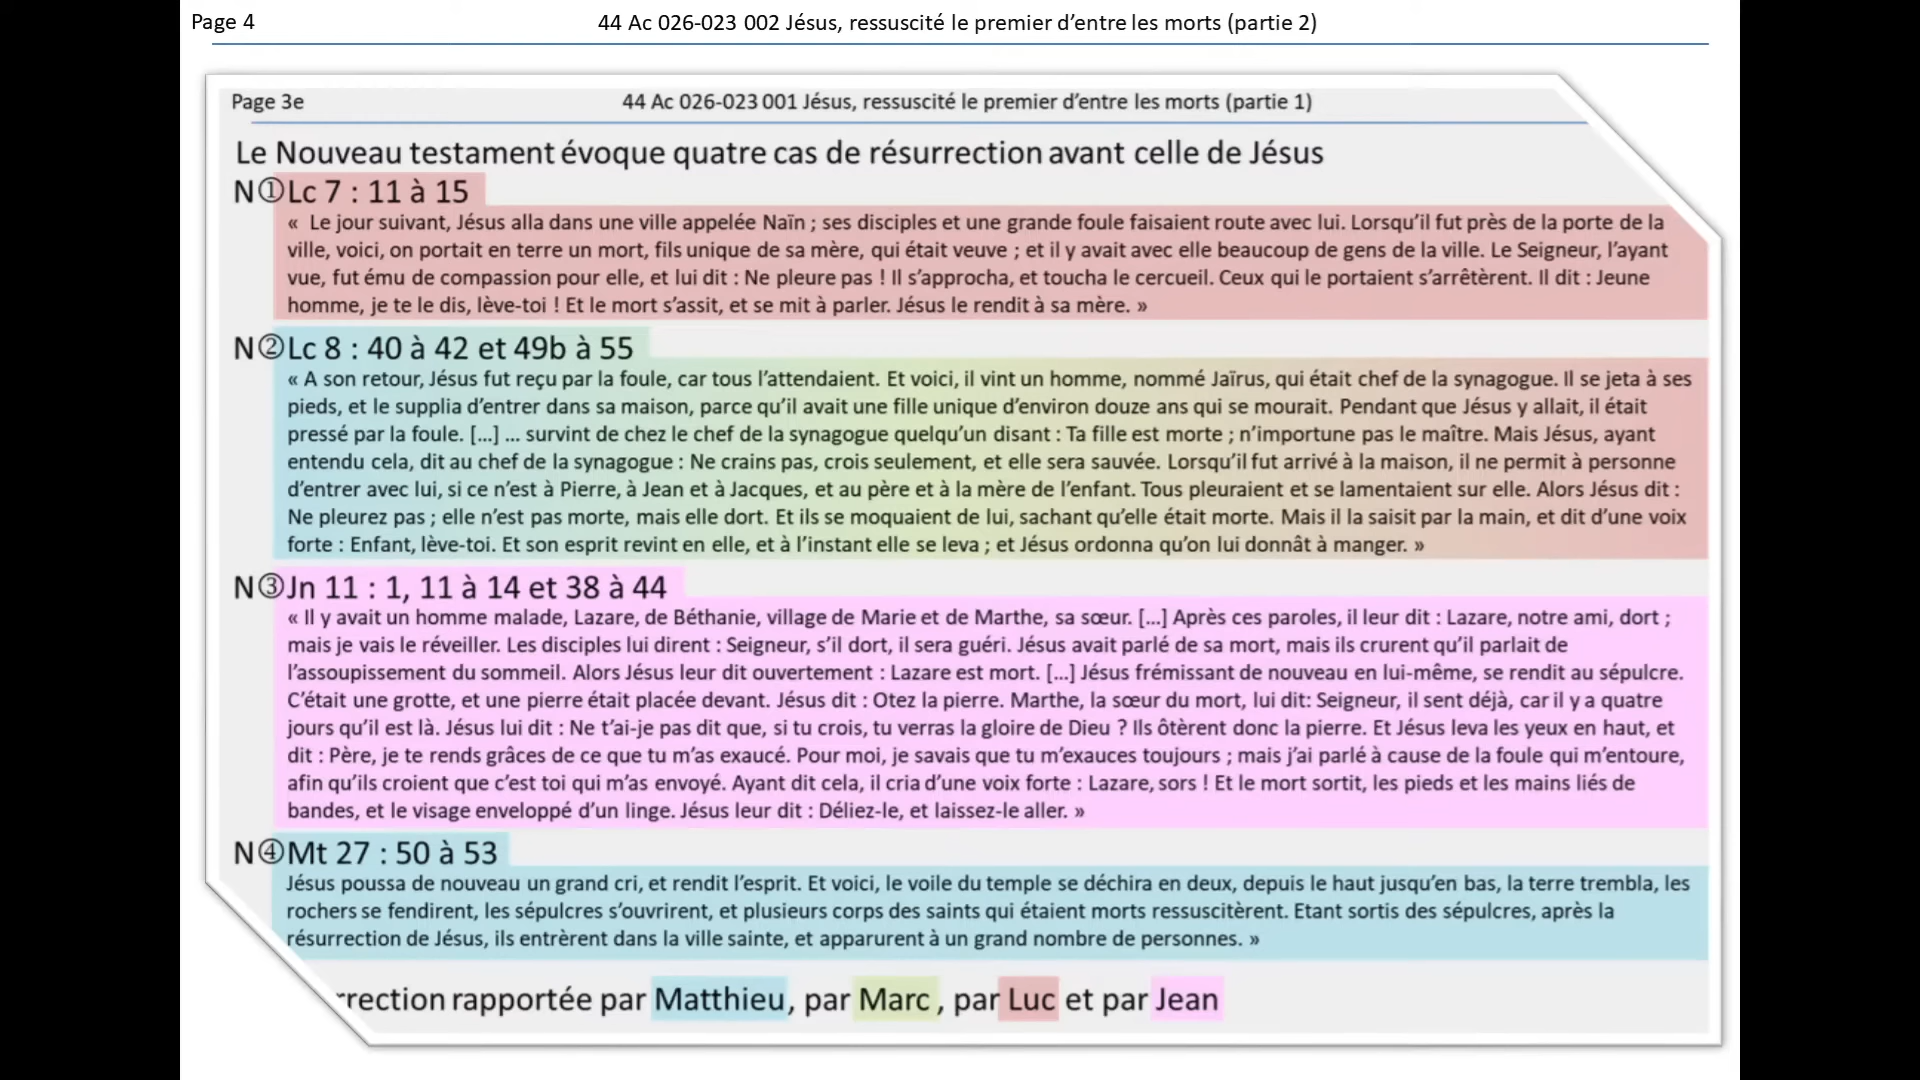 Page 4
44 Ac 026-023 002 Jésus, ressuscité le premier d’entre les morts (partie 2)
Page 3e
44 Ac 026-023 001 Jésus, ressuscité le premier d’entre les morts (partie 1)
Le Nouveau testament évoque quatre cas de résurrection avant celle de Jésus
N①Lc 7 : 11 à 15
« Le jour suivant, Jésus alla dans une ville appelée Naïn ; ses disciples et une grande foule faisaient route avec lui. Lorsqu’il fut près de la porte de la
ville, voici, on portait en terre un mort, fils unique de sa mère, qui était veuve ; et il y avait avec elle beaucoup de gens de la ville. Le Seigneur, l’ayant
vue, fut ému de compassion pour elle, et lui dit : Ne pleure pas ! Il s’approcha, et toucha le cercueil. Ceux qui le portaient s’arrêtèrent. Il dit : Jeune
homme, je te le dis, lève-toi ! Et le mort s’assit, et se mit à parler. Jésus le rendit à sa mère. »
N②Lc 8 : 40 à 42 et 49b à 55
« A son retour, Jésus fut reçu par la foule, car tous l’attendaient. Et voici, il vint un homme, nommé Jaïrus, qui était chef de la synagogue. Il se jeta à ses
pieds, et le supplia d’entrer dans sa maison, parce qu’il avait une fille unique d’environ douze ans qui se mourait. Pendant que Jésus y allait, il était
pressé par la foule. [...] ... survint de chez le chef de la synagogue quelqu’un disant : Ta fille est morte ; n’importune pas le maître. Mais Jésus, ayant
entendu cela, dit au chef de la synagogue : Ne crains pas, crois seulement, et elle sera sauvée. Lorsqu’il fut arrivé à la maison, il ne permit à personne
d’entrer avec lui, si ce n’est à Pierre, à Jean et à Jacques, et au père et à la mère de l’enfant. Tous pleuraient et se lamentaient sur elle. Alors Jésus dit :
Ne pleurez pas ; elle n’est pas morte, mais elle dort. Et ils se moquaient de lui, sachant qu’elle était morte. Mais il la saisit par la main, et dit d’une voix
forte : Enfant, lève-toi. Et son esprit revint en elle, et à l’instant elle se leva ; et Jésus ordonna qu’on lui donnât à manger. »
N③Jn 11 : 1, 11 à 14 et 38 à 44
« Il y avait un homme malade, Lazare, de Béthanie, village de Marie et de Marthe, sa sœur. [...] Après ces paroles, il leur dit : Lazare, notre ami, dort ;
mais je vais le réveiller. Les disciples lui dirent : Seigneur, s’il dort, il sera guéri. Jésus avait parlé de sa mort, mais ils crurent qu’il parlait de
l’assoupissement du sommeil. Alors Jésus leur dit ouvertement : Lazare est mort. [...] Jésus frémissant de nouveau en lui-même, se rendit au sépulcre.
C’était une grotte, et une pierre était placée devant. Jésus dit : Otez la pierre. Marthe, la sœur du mort, lui dit: Seigneur, il sent déjà, car il y a quatre
jours qu’il est là. Jésus lui dit : Ne t’ai-je pas dit que, si tu crois, tu verras la gloire de Dieu ? Ils ôtèrent donc la pierre. Et Jésus leva les yeux en haut, et
dit : Père, je te rends grâces de ce que tu m’as exaucé. Pour moi, je savais que tu m’exauces toujours ; mais j’ai parlé à cause de la foule qui m’entoure,
afin qu’ils croient que c’est toi qui m’as envoyé. Ayant dit cela, il cria d’une voix forte : Lazare, sors ! Et le mort sortit, les pieds et les mains liés de
bandes, et le visage enveloppé d’un linge. Jésus leur dit : Déliez-le, et laissez-le aller. »
N④Mt 27 : 50 à 53
Jésus poussa de nouveau un grand cri, et rendit l’esprit. Et voici, le voile du temple se déchira en deux, depuis le haut jusqu’en bas, la terre trembla, les
rochers se fendirent, les sépulcres s’ouvrirent, et plusieurs corps des saints qui étaient morts ressuscitèrent. Etant sortis des sépulcres, après la
résurrection de Jésus, ils entrèrent dans la ville sainte, et apparurent à un grand nombre de personnes. »
rrection rapportée par Matthieu, par Marc , par Luc et par Jean